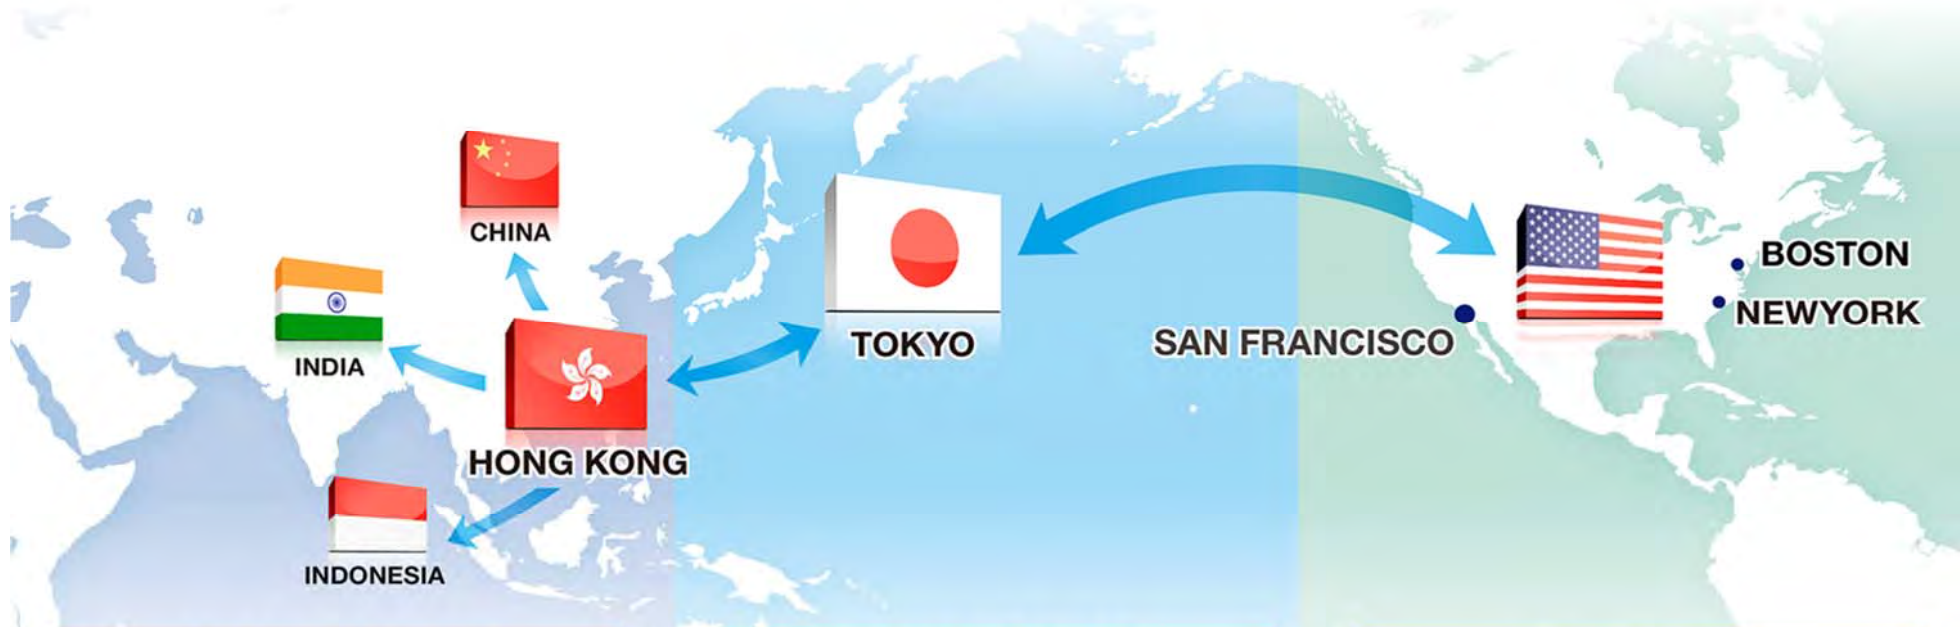 CHINA
INDIA
TOKYO
SAN FRANCISCO
BOSTON
NEWYORK
HONG KONG
INDONESIA